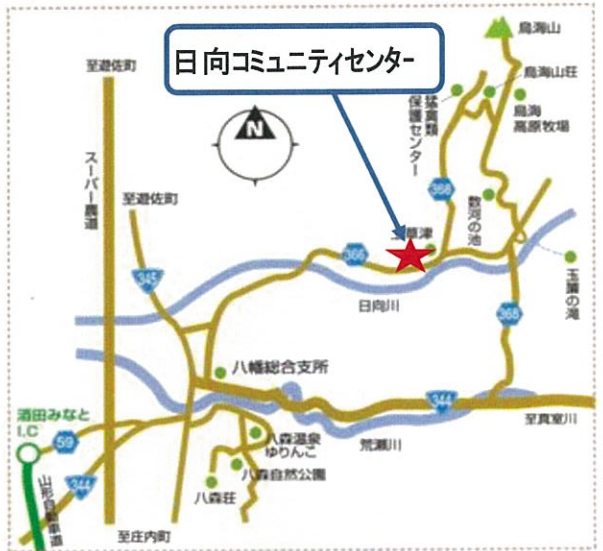 鳥海山
日向コミュニティセンター
至遊佐町
鳥海山荘
猛禽類
保護センター
鳥海
高原牧場
N
スーパー農道
至遊佐町
368
数河の池
草津
366
345
玉簾の滝
日向川
368
八幡総合支所
344
酒田みなと
I.C
至真室川
59
八森温泉
ゆりんこ
荒瀬川
八森自然公園
344
八森荘
山形自動車道
至庄内町